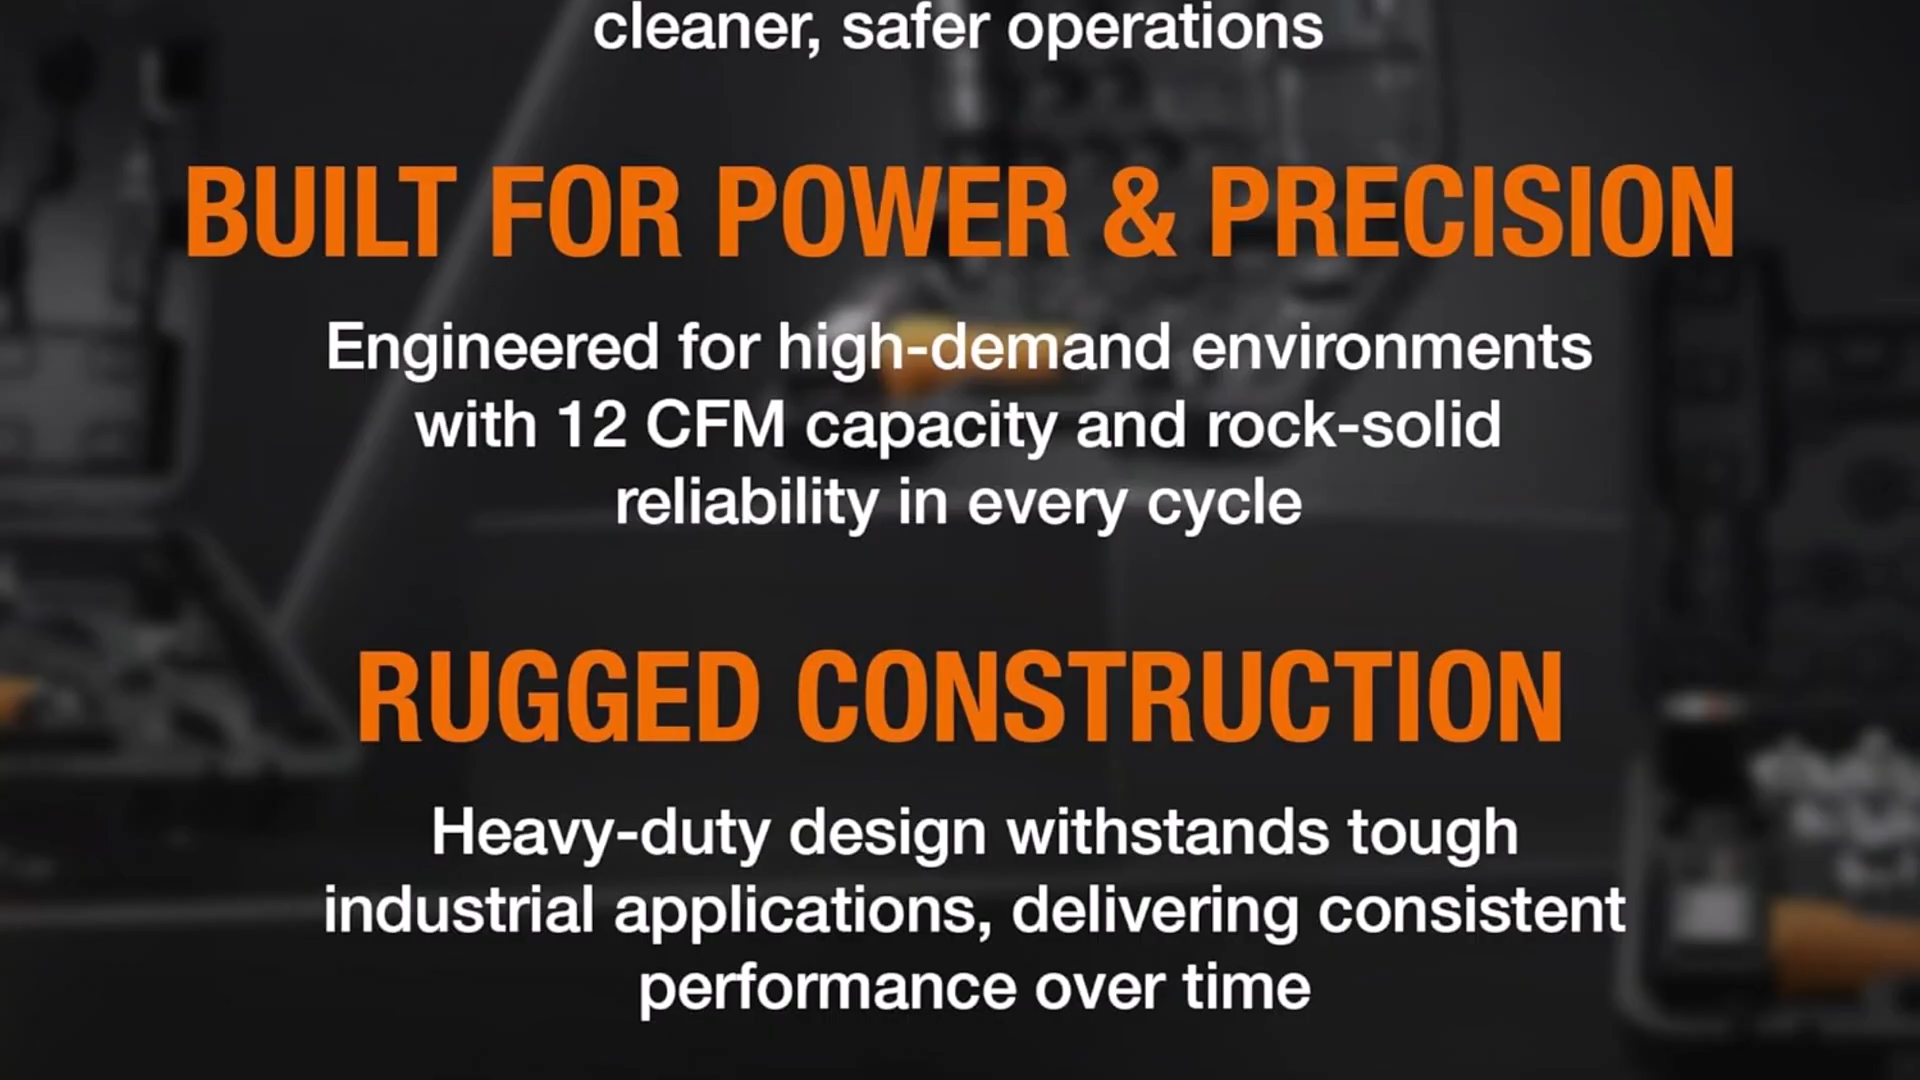 cleaner, safer operations
BUILT FOR POWER & PRECISION
Engineered for high-demand environments
with 12 CFM capacity and rock-solid
reliability in every cycle
RUGGED CONSTRUCTION
Heavy-duty design withstands tough
industrial applications, delivering consistent
performance over time